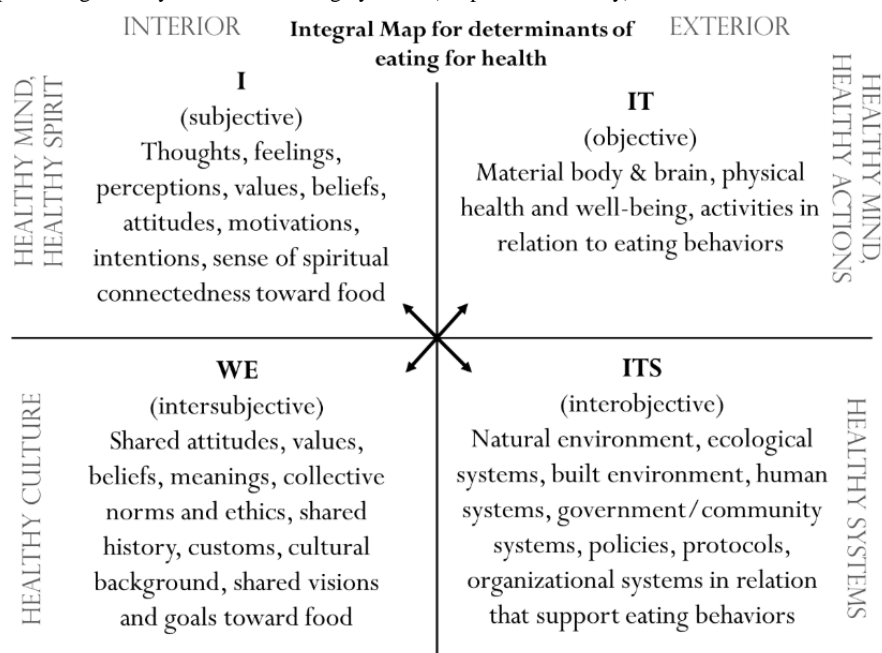 INTERIOR
Integral Map for determinants of
eating for health
EXTERIOR
HEALTHY MIND,
HEALTHY SPIRIT
I
(subjective)
Thoughts, feelings,
perceptions, values, beliefs,
attitudes, motivations,
intentions, sense of spiritual
connectedness toward food
IT
(objective)
Material body & brain, physical
health and well-being, activities in
relation to eating behaviors
HEALTHY MIND,
HEALTHY ACTIONS
HEALTHY CULTURE
WE
(intersubjective)
Shared attitudes, values,
beliefs, meanings, collective
norms and ethics, shared
history, customs, cultural
background, shared visions
and goals toward food
ITS
(interobjective)
Natural environment, ecological
systems, built environment, human
systems, government/community
systems, policies, protocols,
organizational systems in relation
that support eating behaviors
HEALTHY SYSTEMS